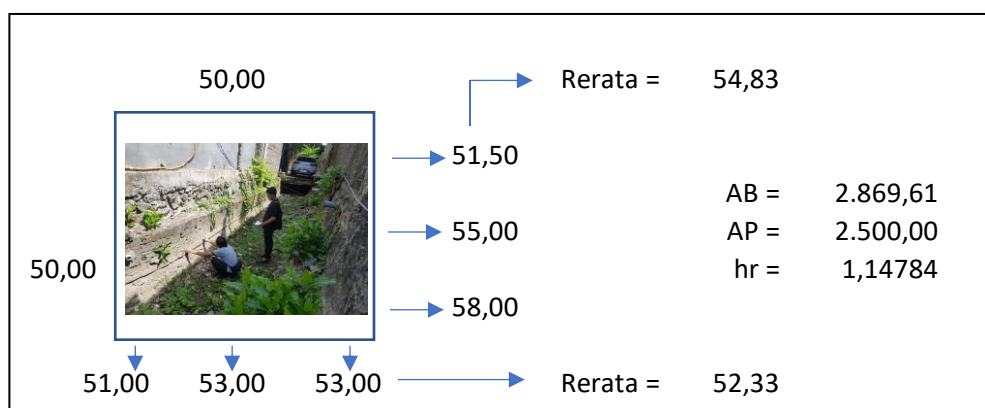 50,00 Rerata = 54,83
51,50
AB = 2.869,61
55,00 AP = 2.500,00
50,00 hr = 1,14784
58,00
51,00 53,00 53,00 Rerata = 52,33